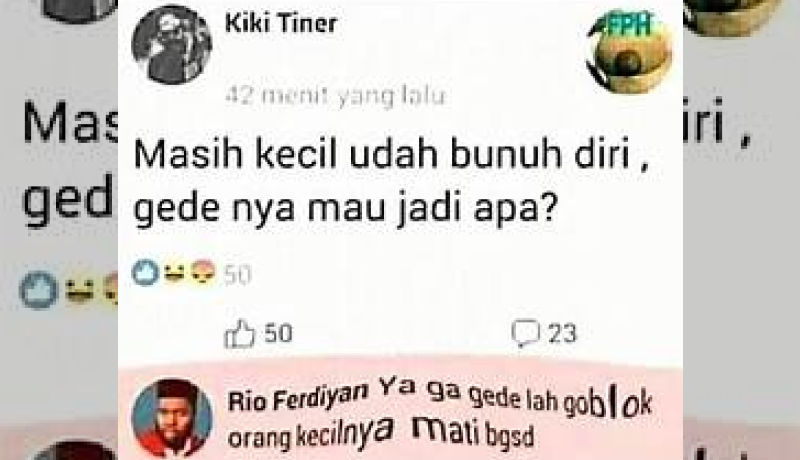 Kiki Tiner
FPH
42 menit yang lalu
Masih kecil udah bunuh diri ,
gede nya mau jadi apa?
50
50 23
Rio Ferdiyan Ya ga gede lah goblok
orang kecilnya mati bgsd